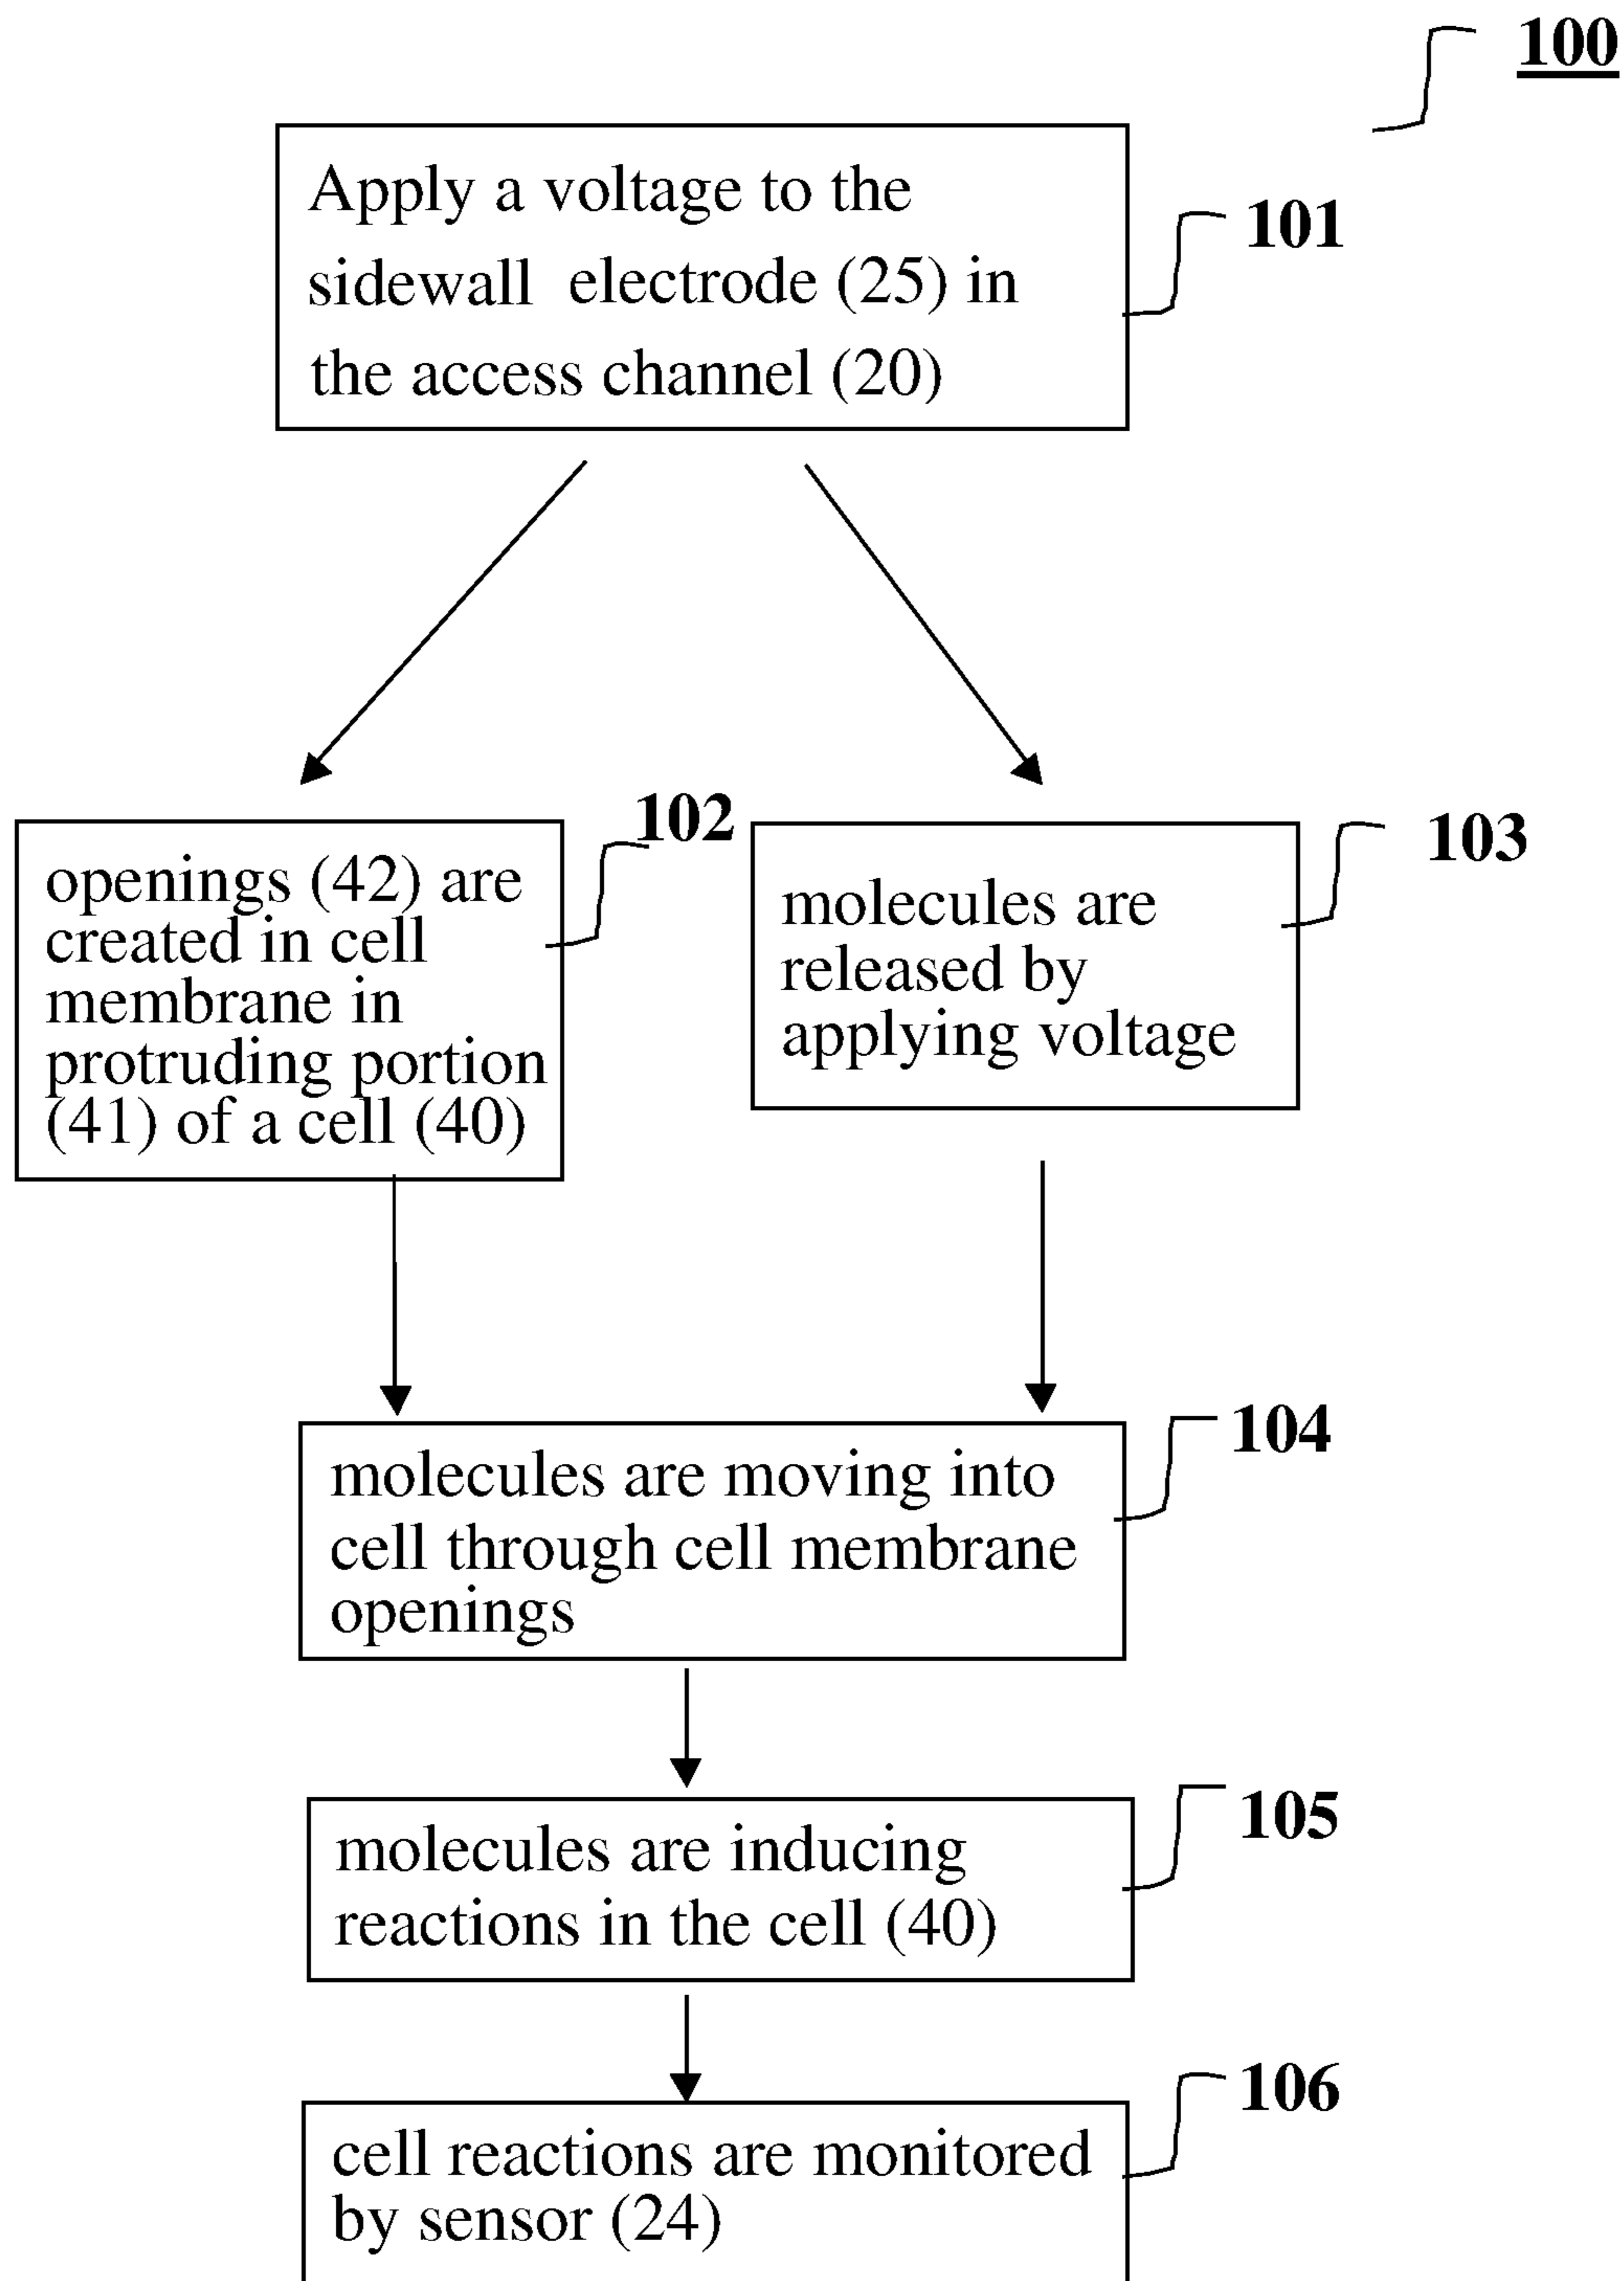 100
Apply a voltage to the
sidewall electrode (25) in
the access channel (20)
101
openings (42) are
created in cell
membrane in
protruding portion
(41) of a cell (40)
102
molecules are
released by
applying voltage
103
molecules are moving into
cell through cell membrane
openings
104
molecules are inducing
reactions in the cell (40)
105
cell reactions are monitored
by sensor (24)
106